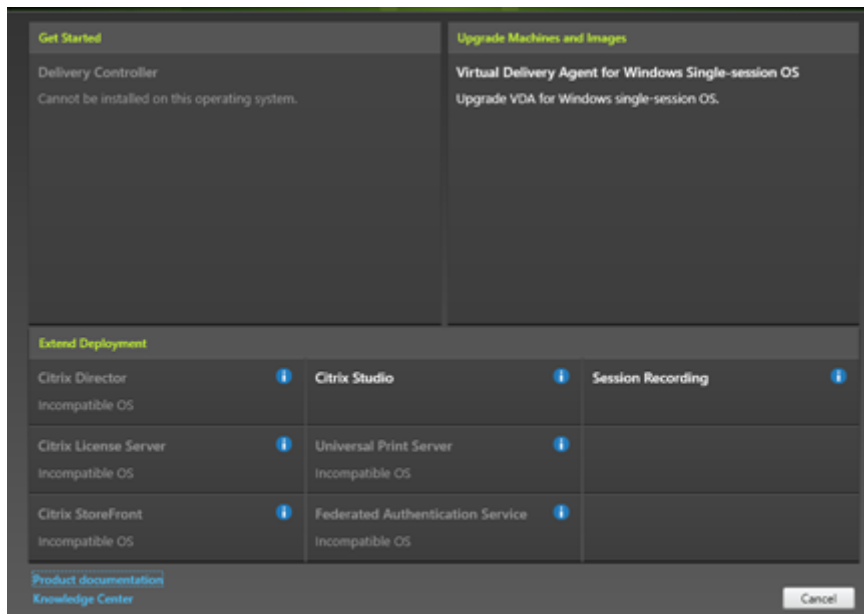 Get Started
Delivery Controller
Cannot be installed on this operating system.
Upgrade Machines and Images
Virtual Delivery Agent for Windows Single-session OS
Upgrade VDA for Windows single-session OS.
Extend Deployment
Citrix Director
Incompatible OS
Citrix Studio
Session Recording
Citrix License Server
Incompatible OS
Universal Print Server
Incompatible OS
Citrix StoreFront
Incompatible OS
Federated Authentication Service
Incompatible OS
Product documentation
Knowledge Center
Cancel